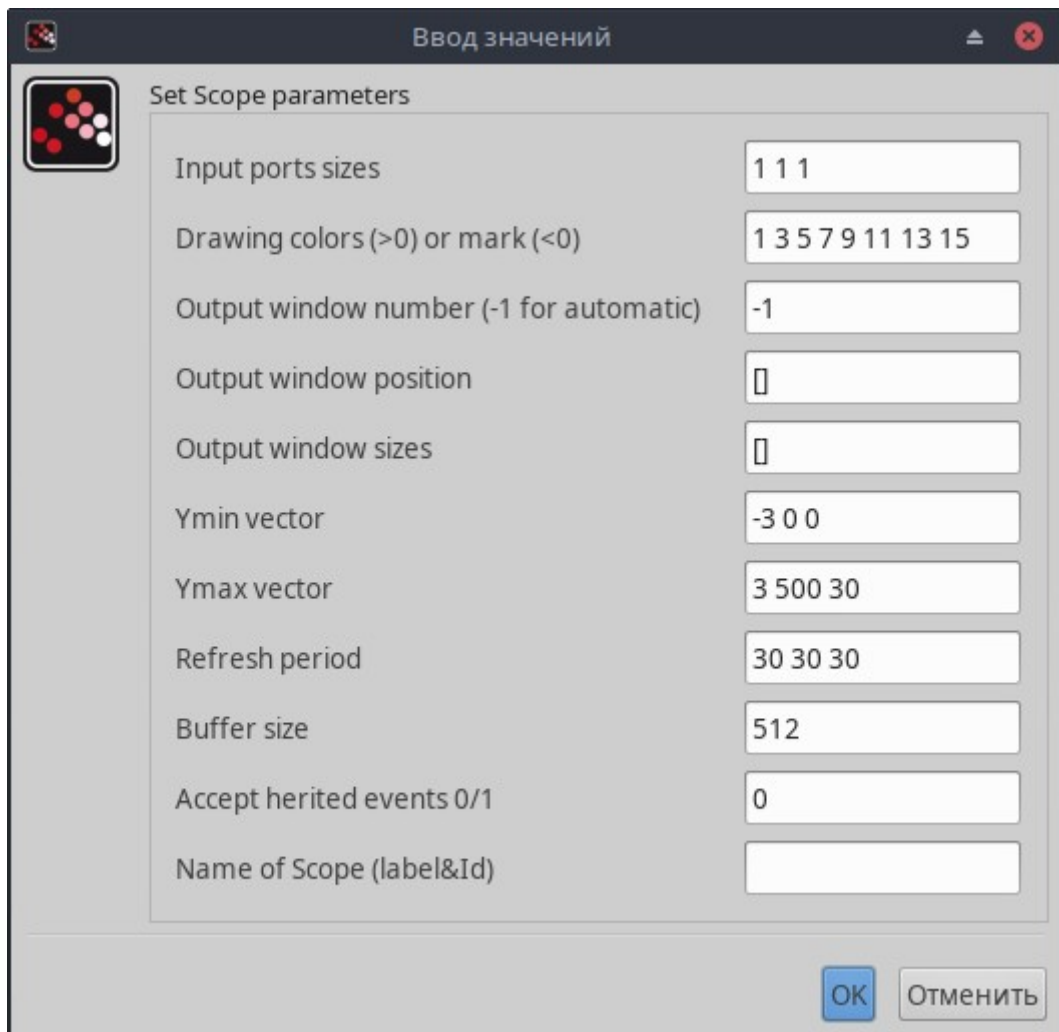 Ввод значений
Set Scope parameters
Input ports sizes 1 1 1
Drawing colors (>0) or mark (<0) 1 3 5 7 9 11 13 15
Output window number (-1 for automatic) -1
Output window position []
Output window sizes []
Ymin vector -3 0 0
Ymax vector 3 500 30
Refresh period 30 30 30
Buffer size 512
Accept herited events 0/1 0
Name of Scope (label&Id)
OK Отменить